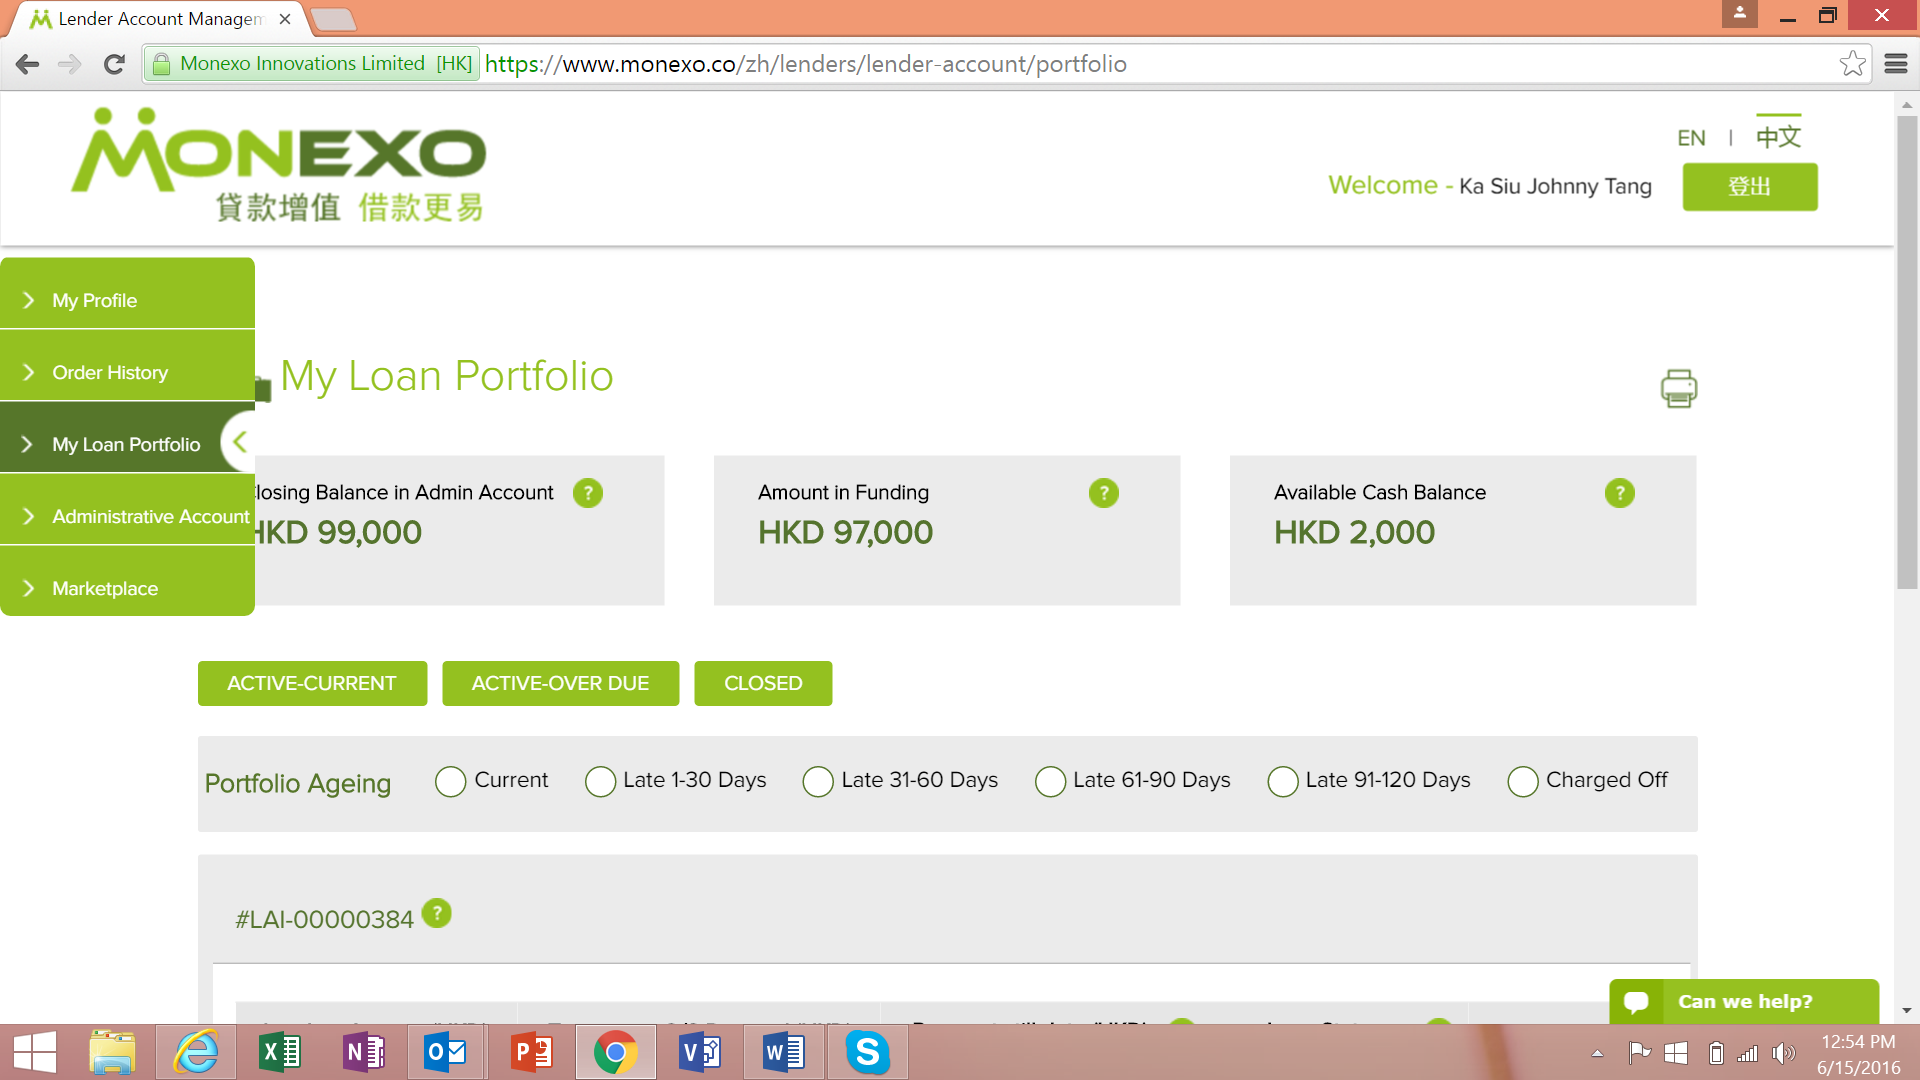 Lender Account Managem
Monexo Innovations Limited [HK] https://www.monexo.co/zh/lenders/lender-account/portfolio
MONEXO
貸款增值 借款更易
EN | 中文
Welcome - Ka Siu Johnny Tang
登出
My Profile
Order History
My Loan Portfolio
Administrative Account
Marketplace
My Loan Portfolio
losing Balance in Admin Account ?
HKD 99,000
Amount in Funding ?
HKD 97,000
Available Cash Balance ?
HKD 2,000
ACTIVE-CURRENT ACTIVE-OVER DUE CLOSED
Portfolio Ageing Current Late 1-30 Days Late 31-60 Days Late 61-90 Days Late 91-120 Days Charged Off
#LAI-00000384 ?
Can we help?
12:54 PM
6/15/2016